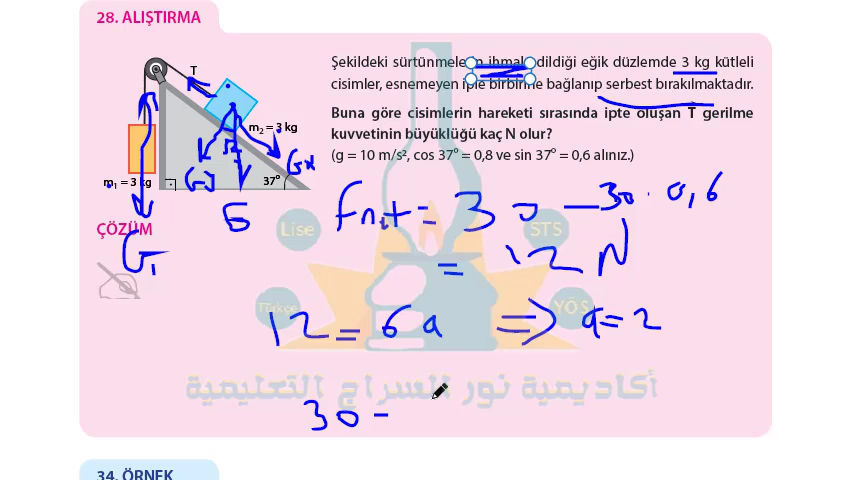 28. ALIŞTIRMA
Şekildeki sürtünmelerin ihmal edildiği eğik düzlemde 3 kg kütleli
cisimler, esnemeyen iple birbirine bağlanıp serbest bırakılmaktadır.
Buna göre cisimlerin hareketi sırasında ipte oluşan T gerilme
kuvvetinin büyüklüğü kaç N olur?
(g = 10 m/s², cos 37° = 0,8 ve sin 37° = 0,6 alınız.)
T
m₂ = 3 kg
m₁ = 3 kg
37°
Gx
G
G₁
Fnet = 30 - 30 . 0,6
= 12 N
12 = 6a ⇒ a = 2
30 -
ÇÖZÜM
Lise
STS
Türkçe
YÖS
أكاديمية نور السراج التعليمية
34. ÖRNEK